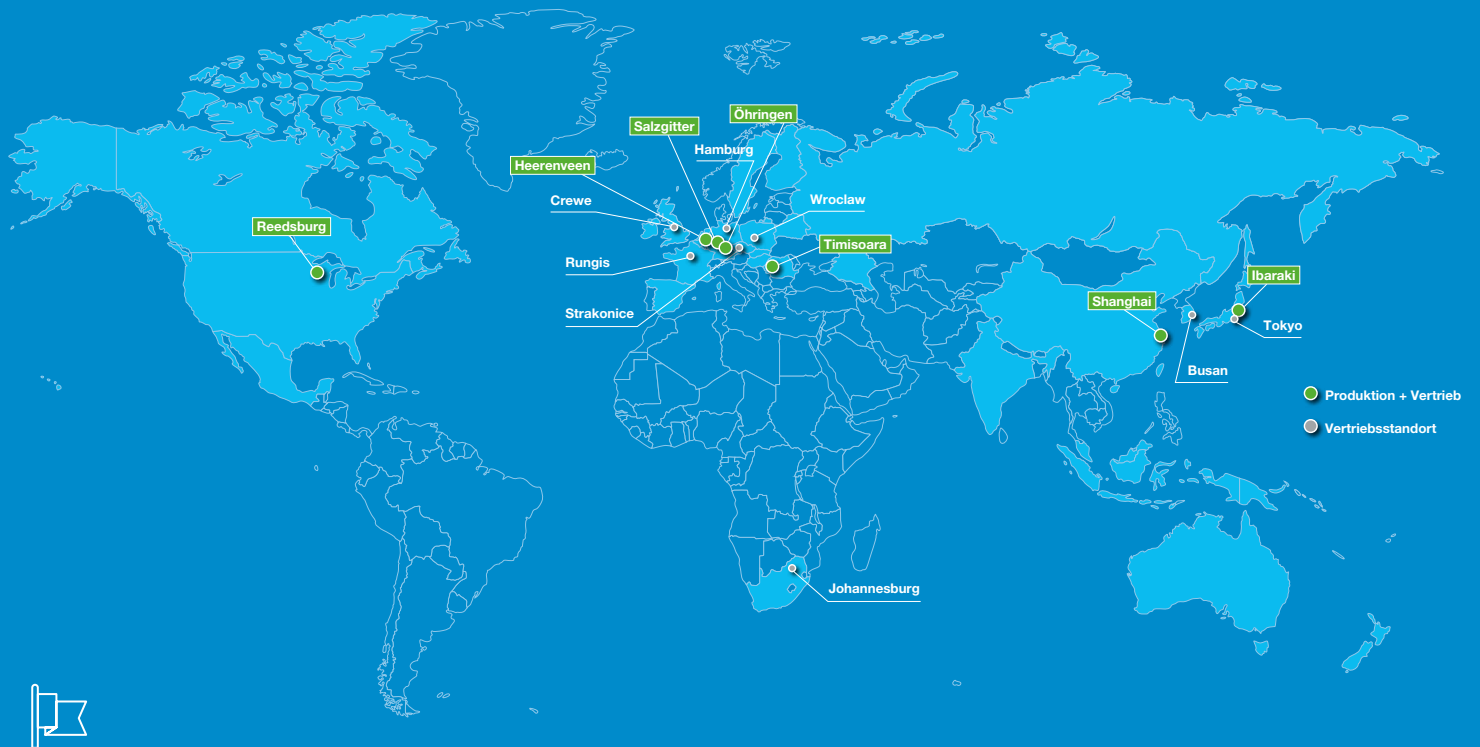 Öhringen
Salzgitter
Hamburg
Heerenveen
Crewe
Wroclaw
Reedsburg
Timisoara
Rungis
Ibaraki
Shanghai
Strakonice
Tokyo
Busan
Produktion + Vertrieb
Vertriebsstandort
Johannesburg